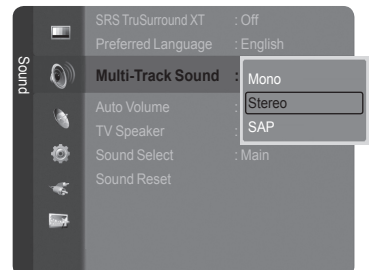 Sound
SRS TruSurround XT : Off
Preferred Language : English
Multi-Track Sound :
Mono
Stereo
SAP
Auto Volume :
TV Speaker :
Sound Select : Main
Sound Reset